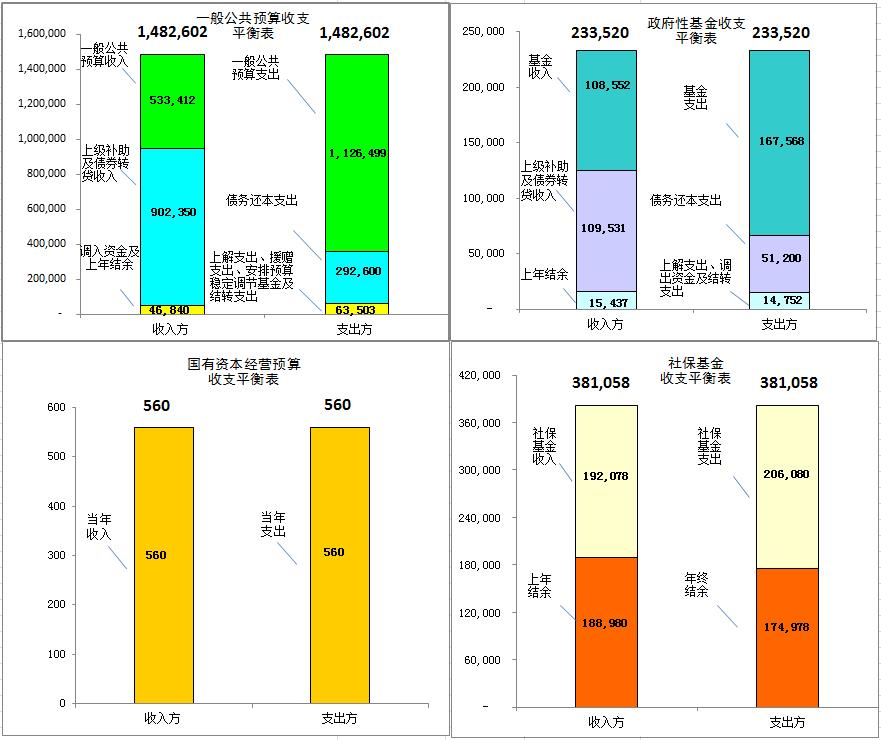 一般公共预算收支
平衡表
1,482,602
1,482,602
1,600,000
1,400,000
1,200,000
1,000,000
800,000
600,000
400,000
200,000
-
一般公共
预算收入
533,412
上级补助
及债券转
贷收入
902,350
调入资金及
上年结余
46,840
一般公共
预算支出
1,126,499
债务还本支出
292,600
上解支出、援赠
支出、安排预算
稳定调节基金及
结转支出
63,503
收入方
支出方
政府性基金收支
平衡表
233,520
233,520
250,000
200,000
150,000
100,000
50,000
-
基金
收入
108,552
上级补助
及债券转
贷收入
109,531
上年结余
15,437
基金
支出
167,568
债务还本支出
51,200
上解支出、调
出资金及结转
支出
14,752
收入方
支出方
国有资本经营预算
收支平衡表
560
560
600
500
400
300
200
100
0
当年
收入
560
当年
支出
560
收入方
支出方
社保基金
收支平衡表
381,058
381,058
420,000
360,000
300,000
240,000
180,000
120,000
60,000
-
社保
基金
收入
192,078
上年
结余
188,980
社保
基金
支出
206,080
年终
结余
174,978
收入方
支出方